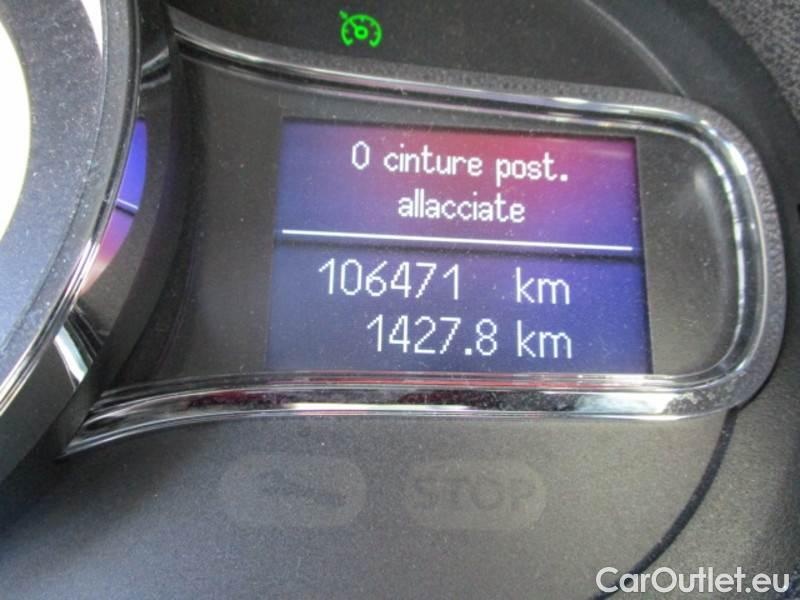 0 cinture post.
allacciate
106471 km
1427.8 km
STOP
CarOutlet.eu